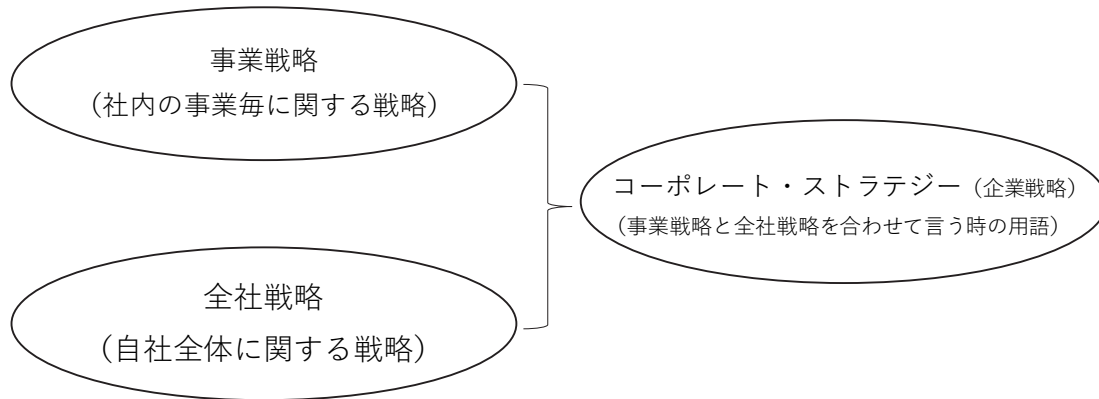 事業戦略
（社内の事業毎に関する戦略）
コーポレート・ストラテジー（企業戦略）
（事業戦略と全社戦略を合わせて言う時の用語）
全社戦略
（自社全体に関する戦略）